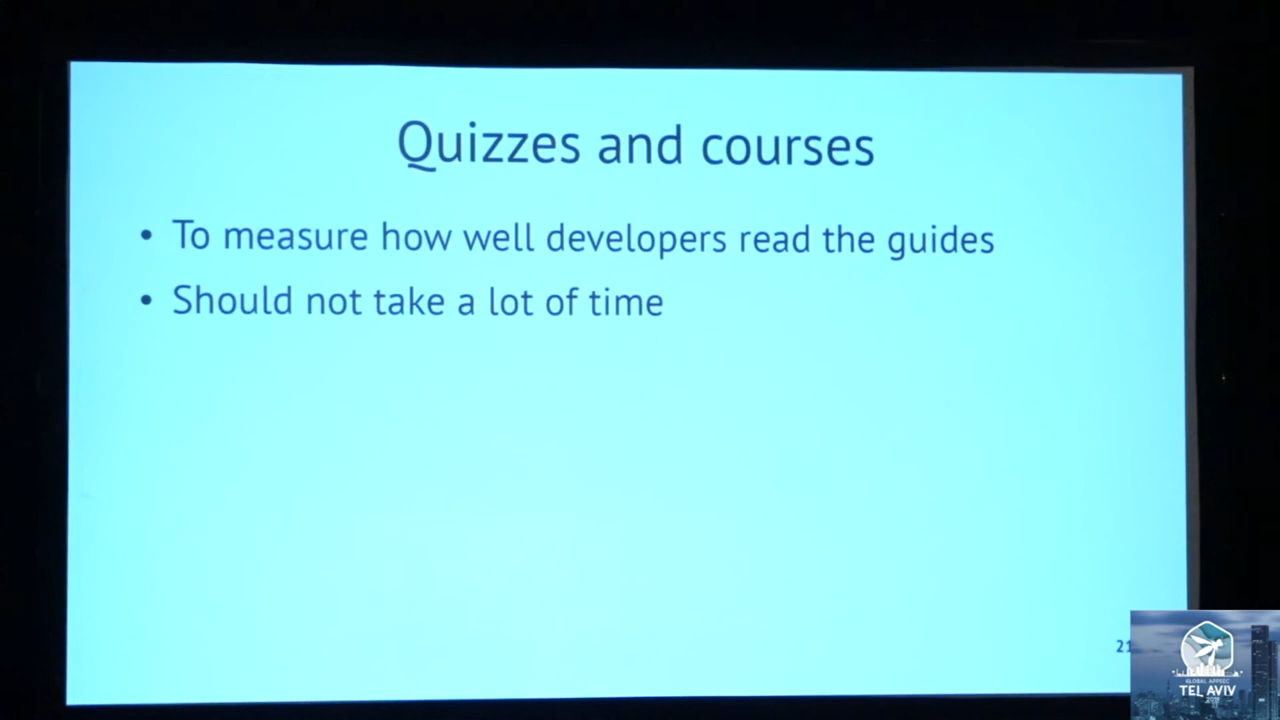 Quizzes and courses
• To measure how well developers read the guides
• Should not take a lot of time
21
GLOBAL APPSEC
TEL AVIV